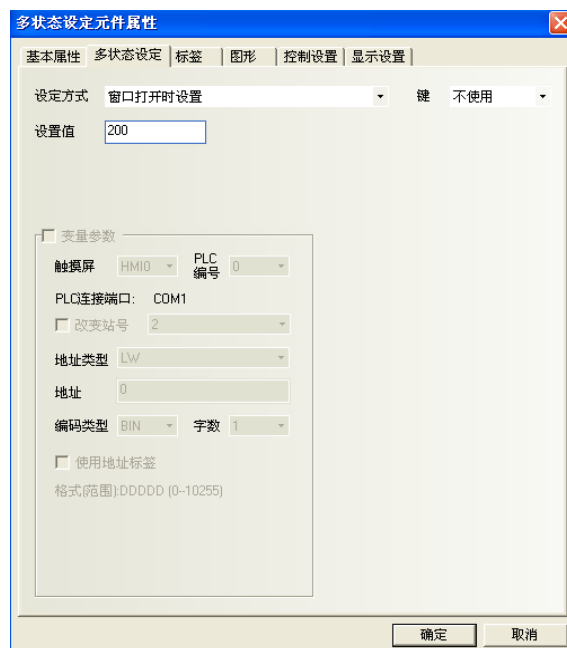 多状态设定元件属性
基本属性 多状态设定 标签 图形 控制设置 显示设置
设定方式 窗口打开时设置 键 不使用
设置值 200
变量参数
触摸屏 HMI0 PLC编号 0
PLC连接端口: COM1
改变站号 2
地址类型 LW
地址 0
编码类型 BIN 字数 1
使用地址标签
格式(范围):DDDDD (0--10255)
确定 取消